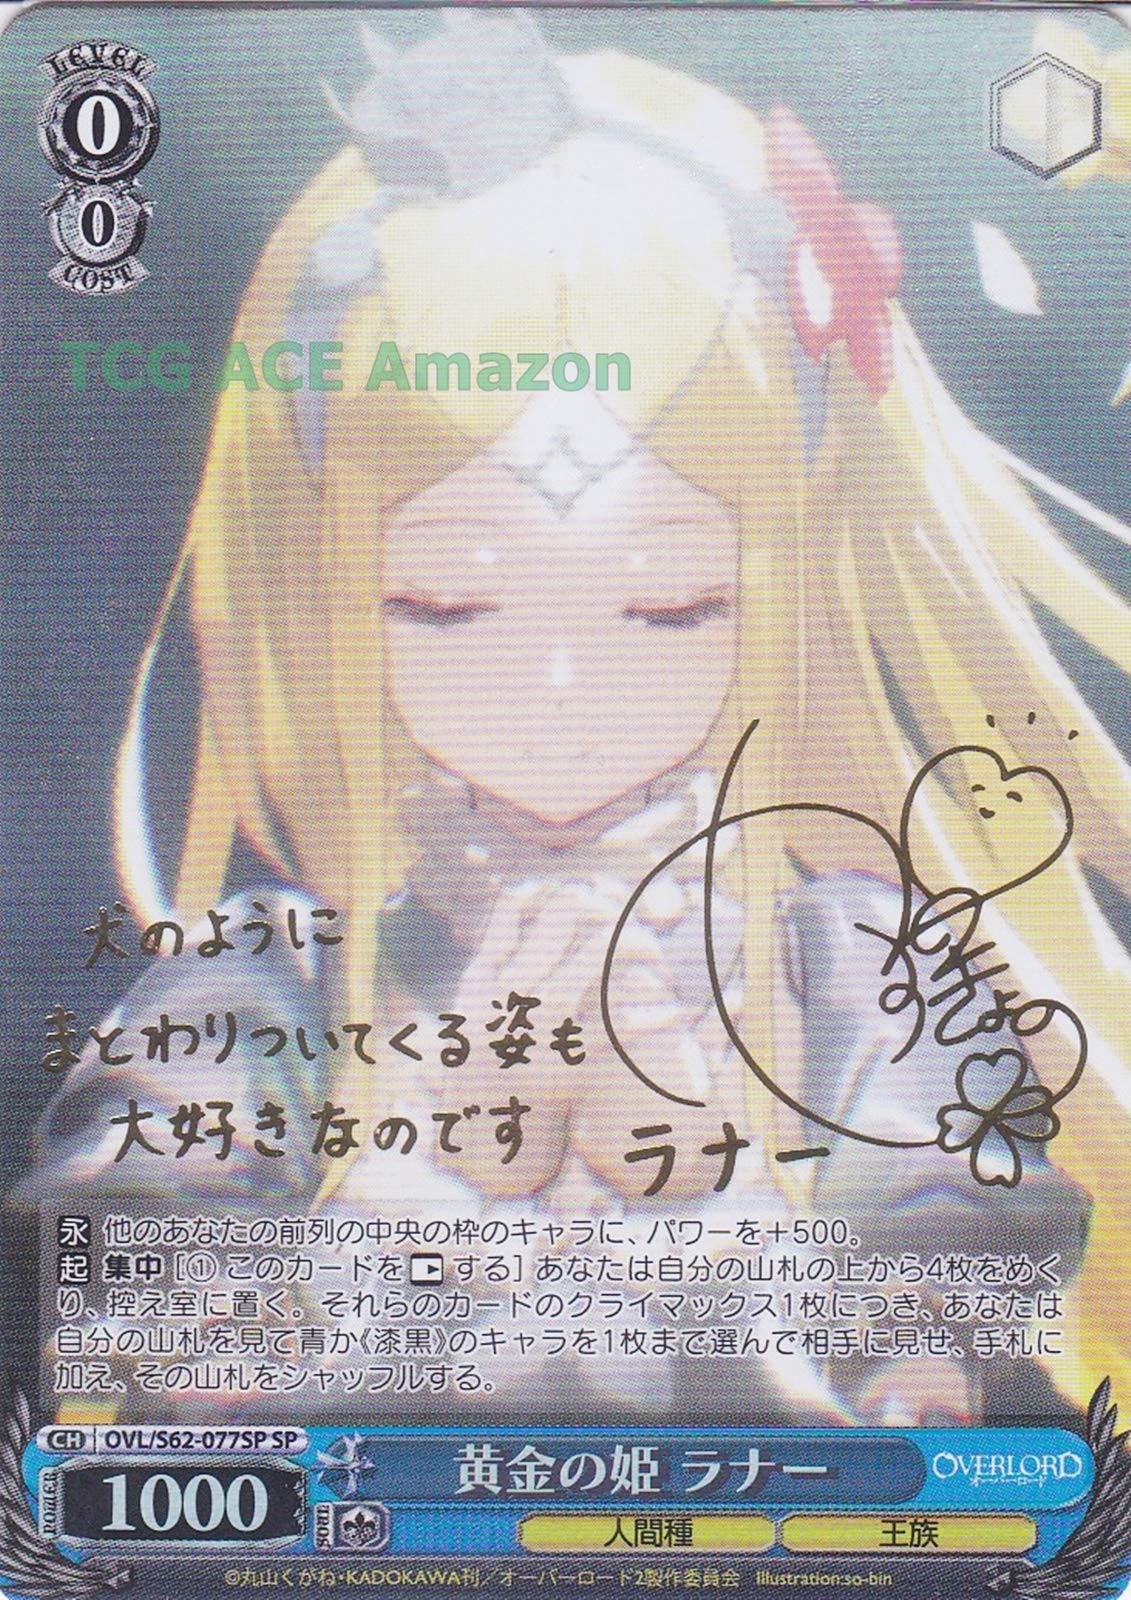 LEVEL
0
0
COST
TCG ACE Amazon
犬のように
まとわりついてくる姿も
大好きなのです
ラナー
永 他のあなたの前列の中央の枠のキャラに、パワーを+500。
起 集中 [① このカードをする] あなたは自分の山札の上から4枚をめく
り、控え室に置く。それらのカードのクライマックス1枚につき、あなたは
自分の山札を見て青か《漆黒》のキャラを1枚まで選んで相手に見せ、手札に
加え、その山札をシャッフルする。
CH OVL/S62-077SP SP
黄金の姫 ラナー
OVERLORD
オーバーロード
POWER
1000
SOUL
人間種
王族
©丸山くがね・KADOKAWA刊/オーバーロード2製作委員会 Illustration:so-bin